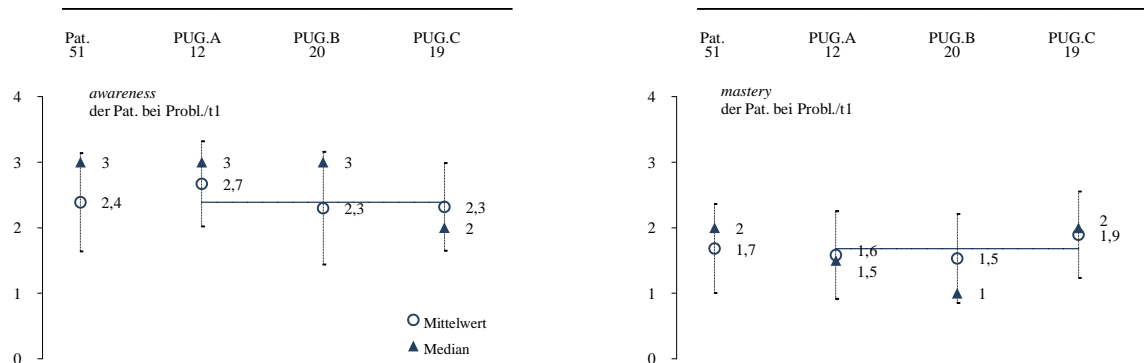 Pat. PUG.A PUG.B PUG.C
51 12 20 19
awareness
der Pat. bei Probl./t1
4
3
2
1
0
3
2,4
3
2,7
3
2,3
2,3
2
Mittelwert
Median
Pat. PUG.A PUG.B PUG.C
51 12 20 19
mastery
der Pat. bei Probl./t1
4
3
2
1
0
2
1,7
1,6
1,5
1,5
1
2
1,9